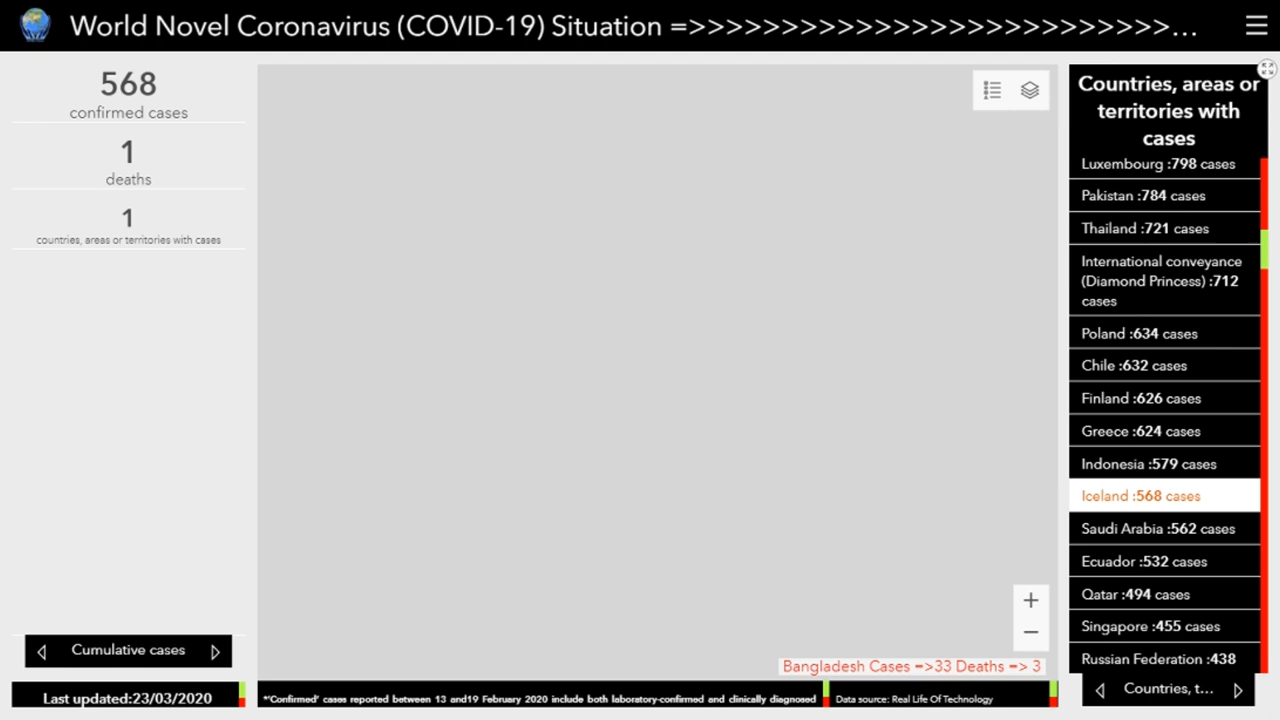 World Novel Coronavirus (COVID-19) Situation =>>>>>>>>>>>>>>>>>>>>>>>>>>...
568
confirmed cases
1
deaths
1
countries, areas or territories with cases
Cumulative cases
Last updated:23/03/2020
Bangladesh Cases =>33 Deaths => 3
*'Confirmed' cases reported between 13 and19 February 2020 include both laboratory-confirmed and clinically diagnosed
Data source: Real Life Of Technology
Countries, areas or
territories with
cases
Luxembourg :798 cases
Pakistan :784 cases
Thailand :721 cases
International conveyance
(Diamond Princess) :712
cases
Poland :634 cases
Chile :632 cases
Finland :626 cases
Greece :624 cases
Indonesia :579 cases
Iceland :568 cases
Saudi Arabia :562 cases
Ecuador :532 cases
Qatar :494 cases
Singapore :455 cases
Russian Federation :438
Countries, t...